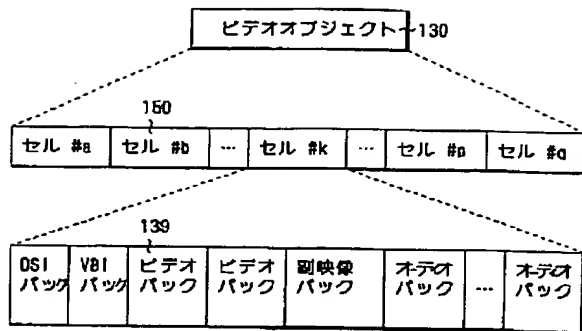 ビデオオブジェクト 130
150
セル #a セル #b … セル #k … セル #p セル #q
139
DSI パック VBI パック ビデオ パック ビデオ パック 副映像 パック オーディオ パック … オーディオ パック